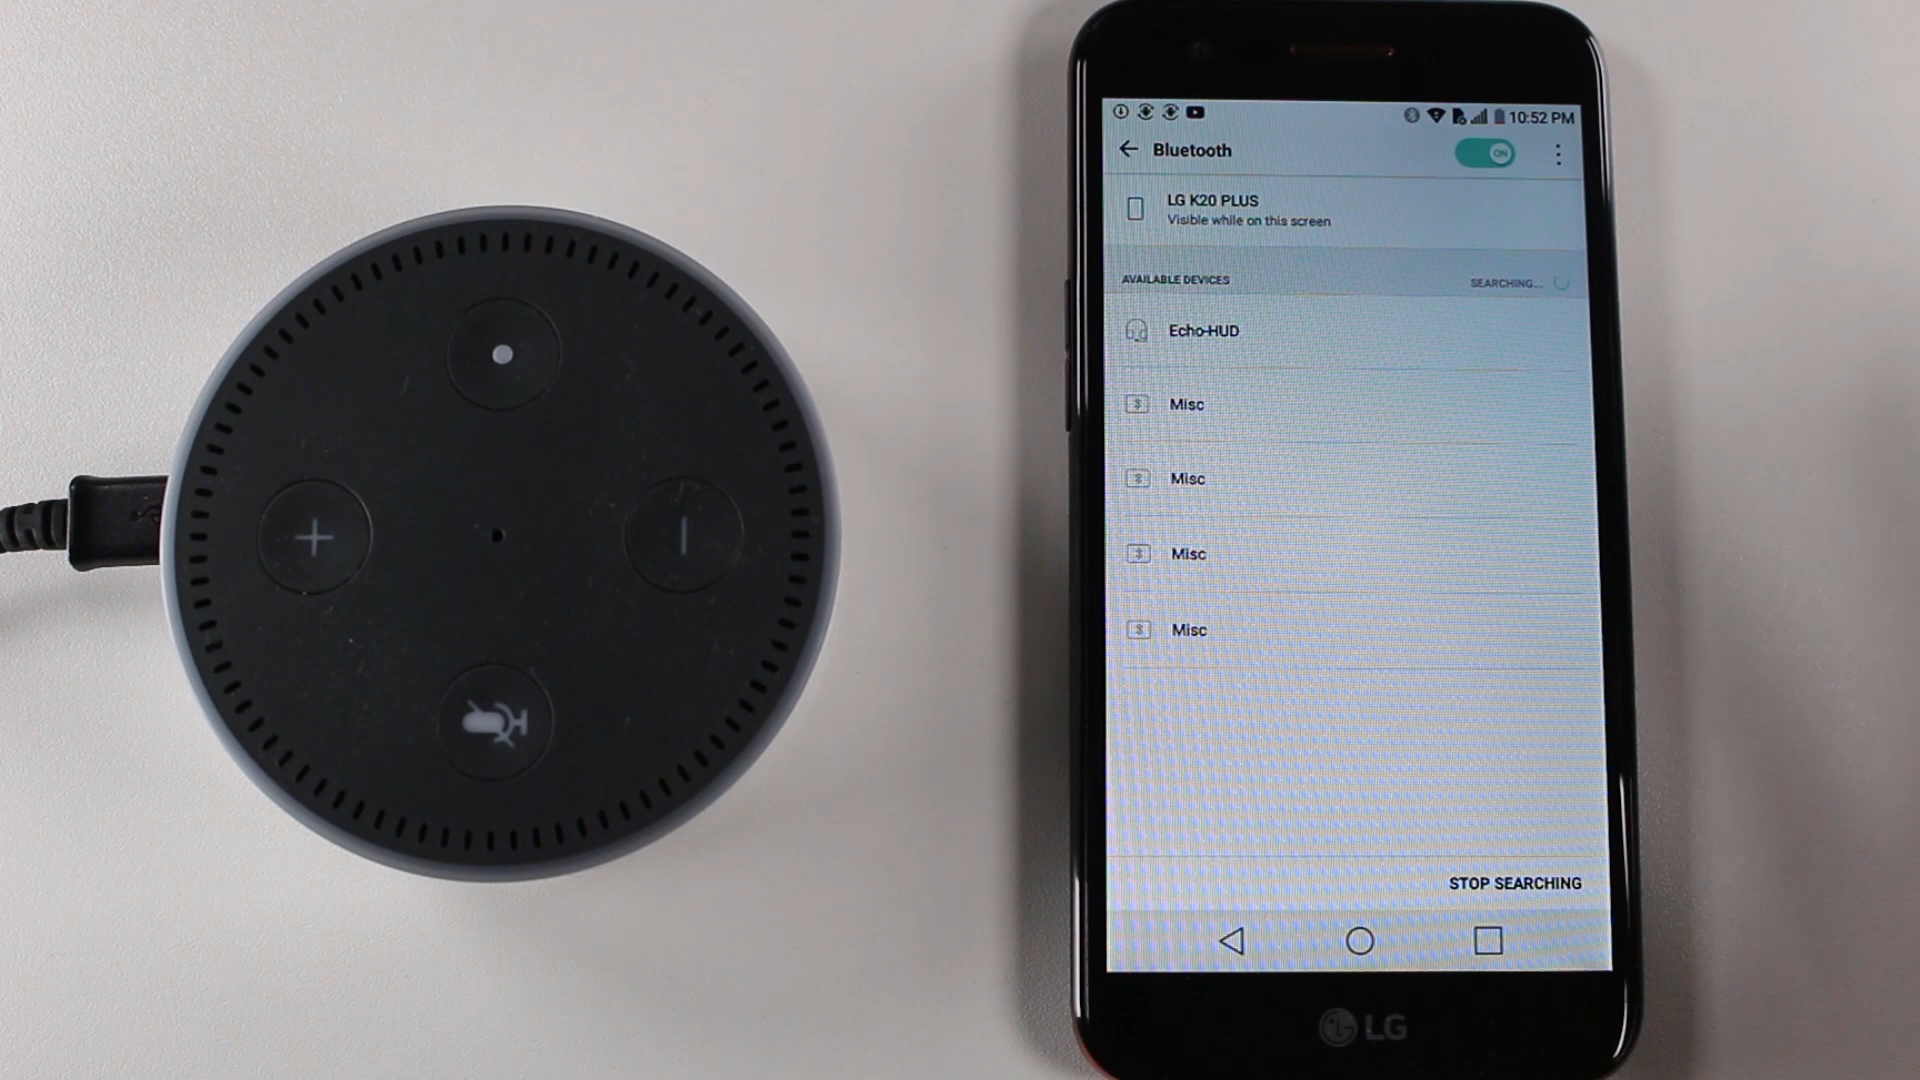 10:52 PM
Bluetooth
ON
LG K20 PLUS
Visible while on this screen
AVAILABLE DEVICES
SEARCHING...
Echo-HUD
Misc
Misc
Misc
Misc
STOP SEARCHING
LG